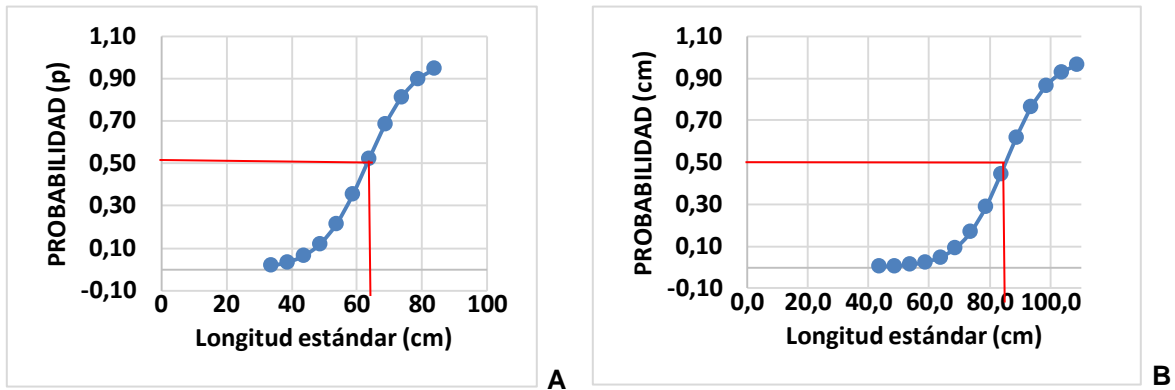 1,10
0,90
0,70
0,50
0,30
0,10
-0,10
PROBABILIDAD (p)
0 20 40 60 80 100
Longitud estándar (cm)
A
1,10
0,90
0,70
0,50
0,30
0,10
-0,10
PROBABILIDAD (cm)
0,0 20,0 40,0 60,0 80,0 100,0
Longitud estándar (cm)
B